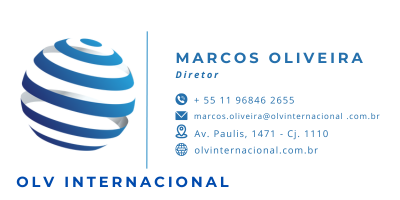 MARCOS OLIVEIRA
Diretor
+ 55 11 96846 2655
marcos.oliveira@olvinternacional .com.br
Av. Paulis, 1471 - Cj. 1110
olvinternacional.com.br
OLV INTERNACIONAL